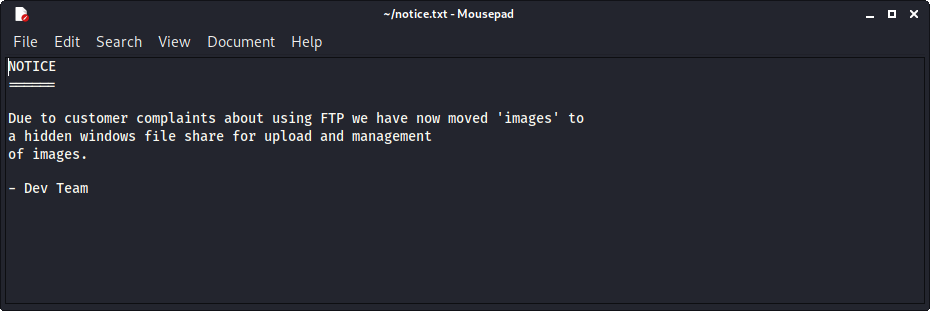 ~/notice.txt - Mousepad
File Edit Search View Document Help
NOTICE
======
Due to customer complaints about using FTP we have now moved 'images' to
a hidden windows file share for upload and management
of images.
- Dev Team